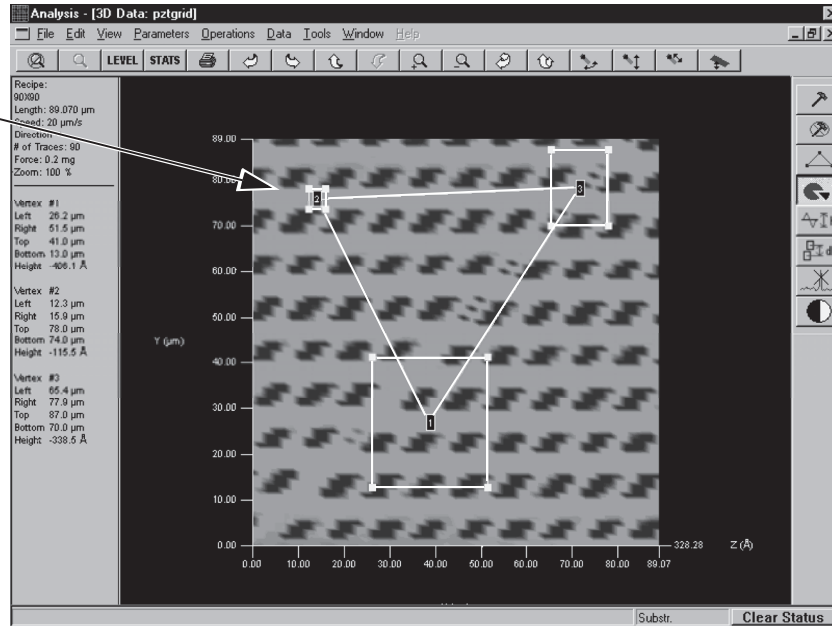 Analysis - [3D Data: pztgrid]
File Edit View Parameters Operations Data Tools Window Help
LEVEL STATS
Recipe:
90X90
Length: 89.070 µm
Speed: 20 µm/s
Direction
# of Traces: 90
Force: 0.2 mg
Zoom: 100 %
Vertex #1
Left 26.2 µm
Right 51.5 µm
Top 41.0 µm
Bottom 13.0 µm
Height -406.1 Å
Vertex #2
Left 12.3 µm
Right 15.9 µm
Top 78.0 µm
Bottom 74.0 µm
Height -115.5 Å
Vertex #3
Left 65.4 µm
Right 77.9 µm
Top 87.0 µm
Bottom 70.0 µm
Height -338.5 Å
89.00
80.00
70.00
60.00
50.00
Y (µm)
40.00
30.00
20.00
10.00
0.00
2
3
1
328.28 Z (Å)
0.00 10.00 20.00 30.00 40.00 50.00 60.00 70.00 80.00 89.07
Substr. Clear Status